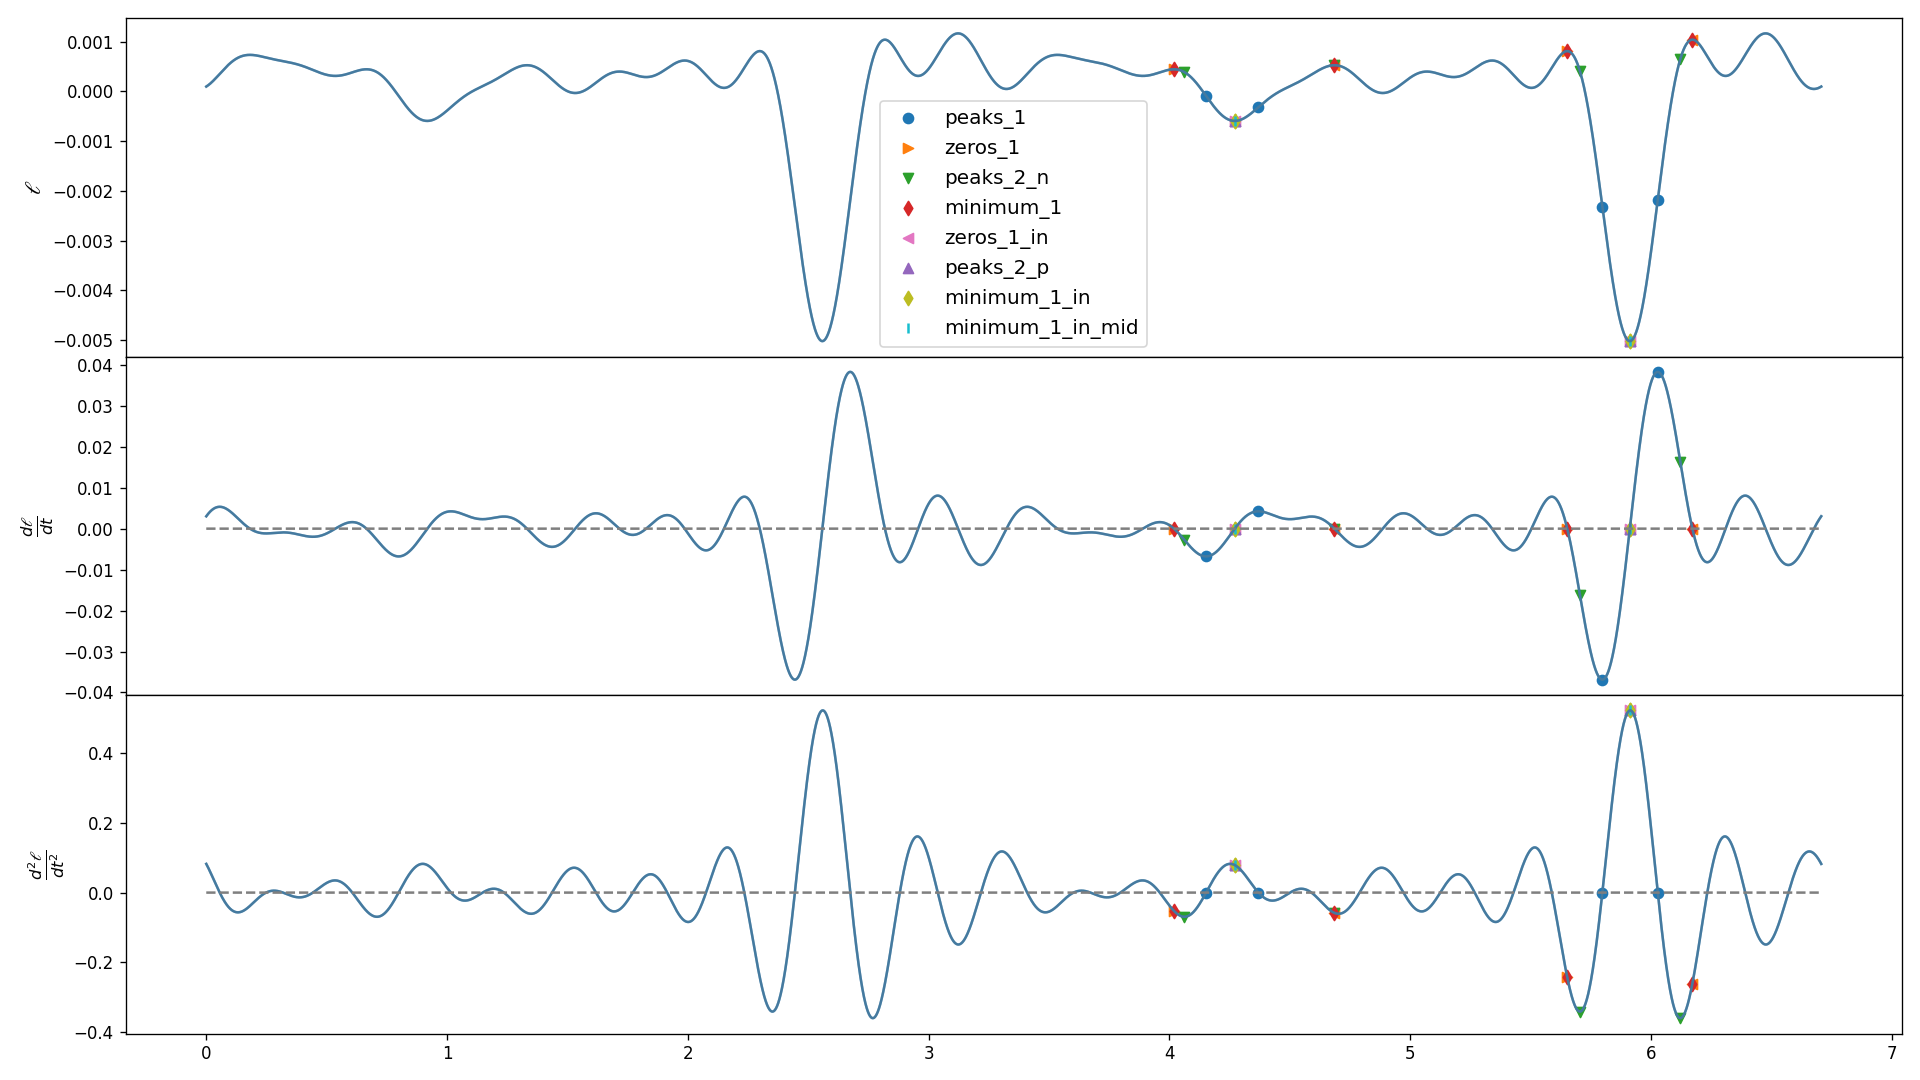 0.001
0.000
−0.001
−0.002
−0.003
−0.004
−0.005
ℓ
peaks_1
zeros_1
peaks_2_n
minimum_1
zeros_1_in
peaks_2_p
minimum_1_in
minimum_1_in_mid
0.04
0.03
0.02
0.01
0.00
−0.01
−0.02
−0.03
−0.04
dℓ
dt
0.4
0.2
0.0
−0.2
−0.4
d²ℓ
dt²
0 1 2 3 4 5 6 7